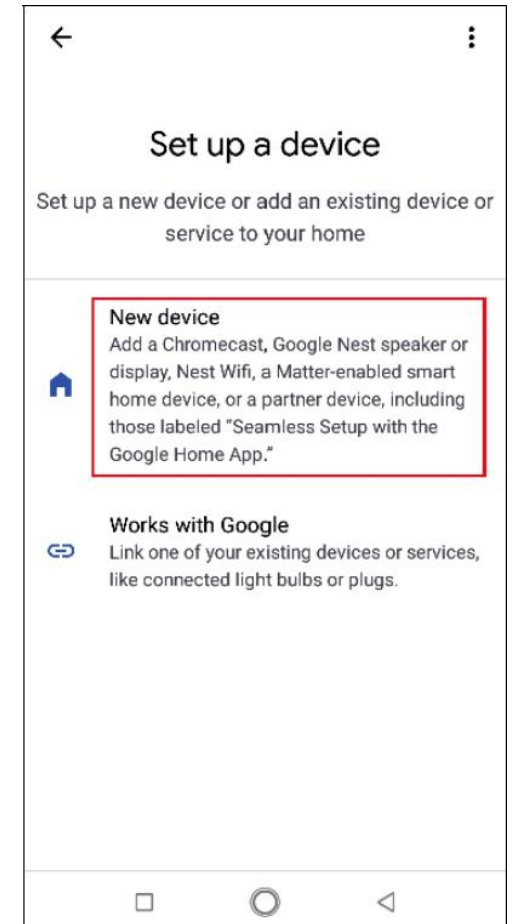 Set up a device
Set up a new device or add an existing device or
service to your home
New device
Add a Chromecast, Google Nest speaker or
display, Nest Wifi, a Matter-enabled smart
home device, or a partner device, including
those labeled "Seamless Setup with the
Google Home App."
Works with Google
Link one of your existing devices or services,
like connected light bulbs or plugs.